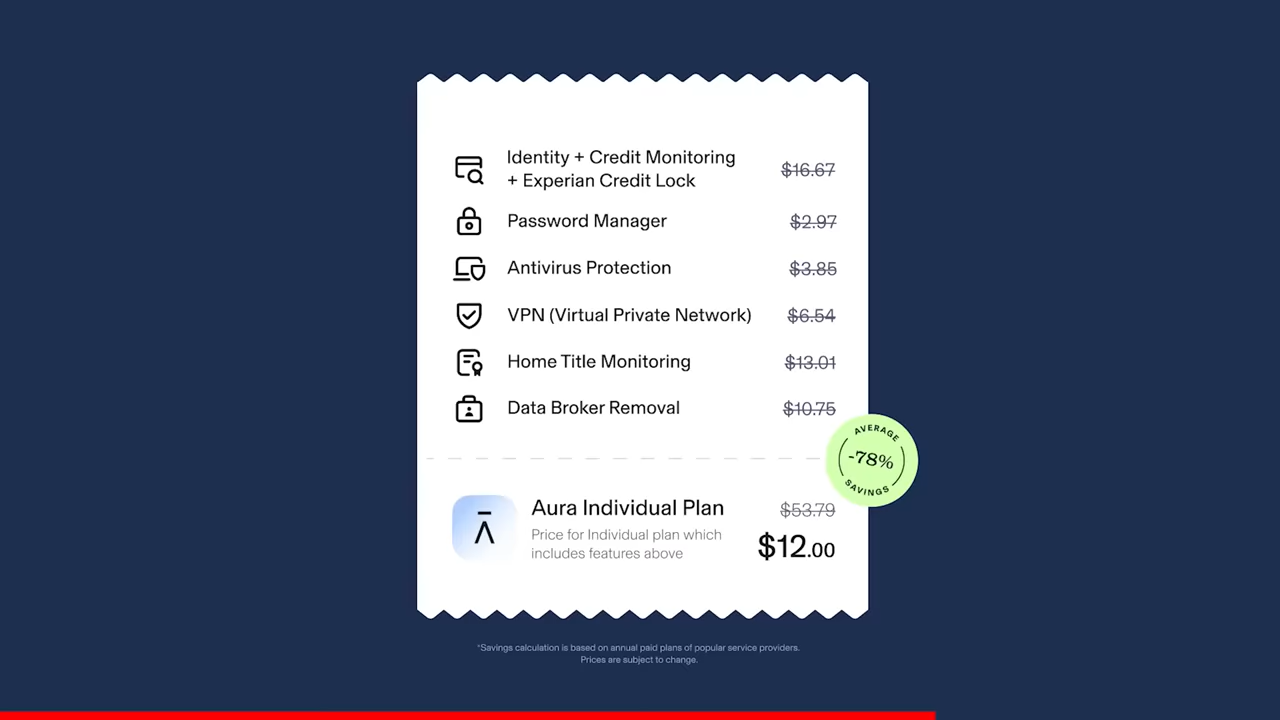 Identity + Credit Monitoring
+ Experian Credit Lock
$16.67
Password Manager
$2.97
Antivirus Protection
$3.85
VPN (Virtual Private Network)
$6.54
Home Title Monitoring
$13.01
Data Broker Removal
$10.75
AVERAGE
-78%
SAVINGS
Aura Individual Plan
$53.79
Price for Individual plan which
includes features above
$12.00
*Savings calculation is based on annual paid plans of popular service providers.
Prices are subject to change.